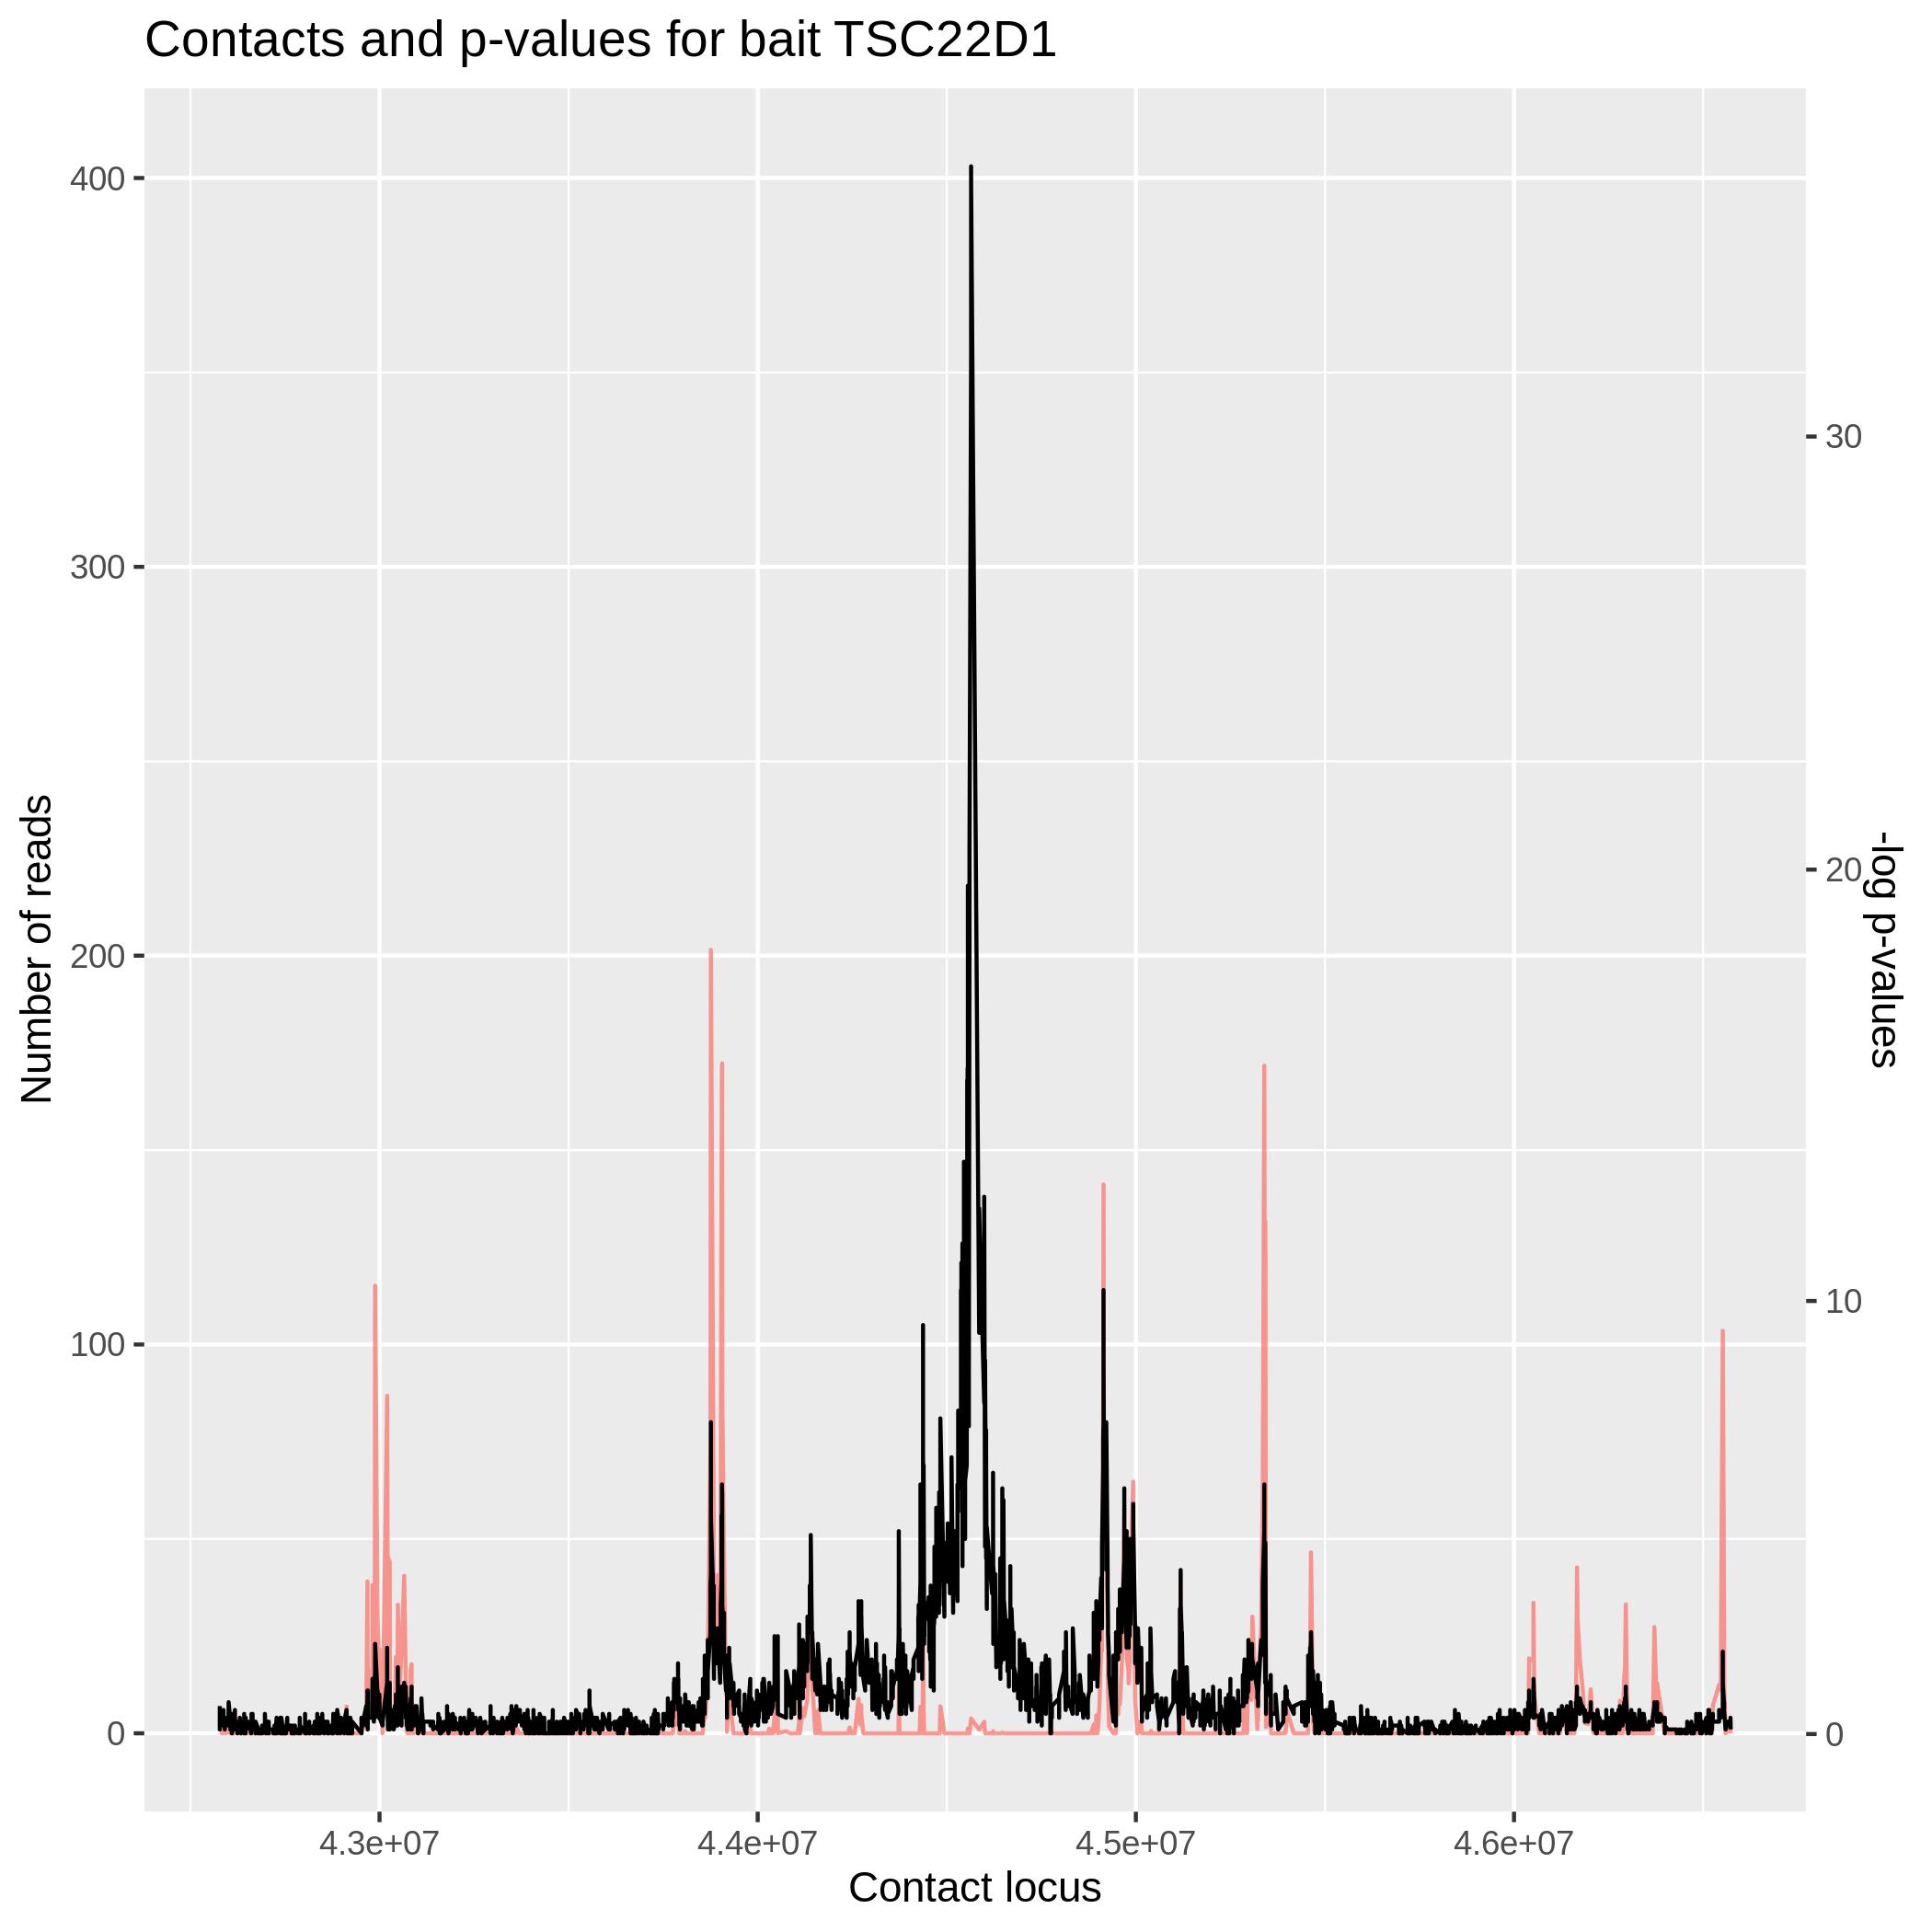 Contacts and p-values for bait TSC22D1
400
300
200
100
0
Number of reads
30
20
10
0
-log p-values
4.3e+07
4.4e+07
4.5e+07
4.6e+07
Contact locus